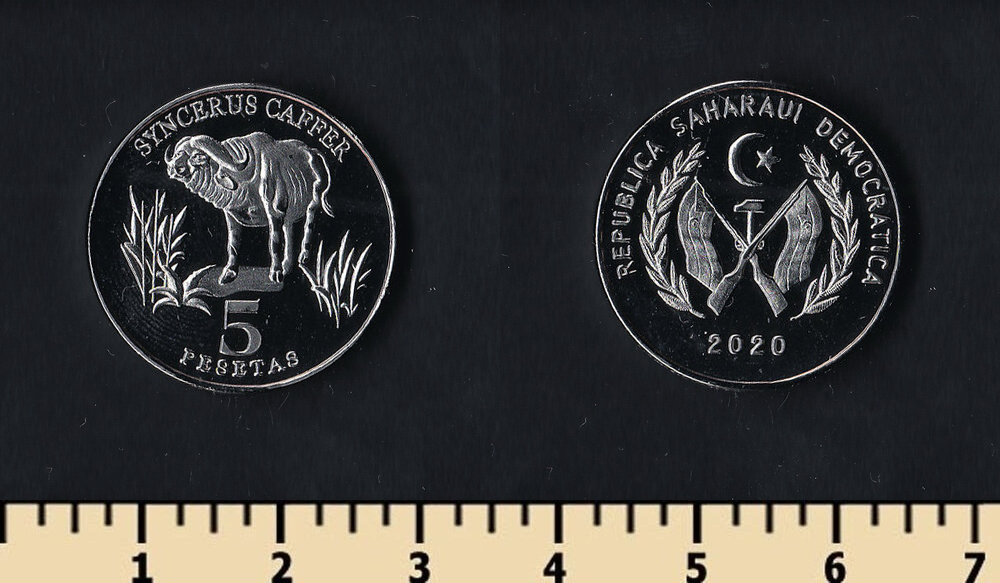 SYNCERUS CAFFER
5
PESETAS
REPUBLICA SAHARAUI DEMOCRATICA
2020
1 2 3 4 5 6 7